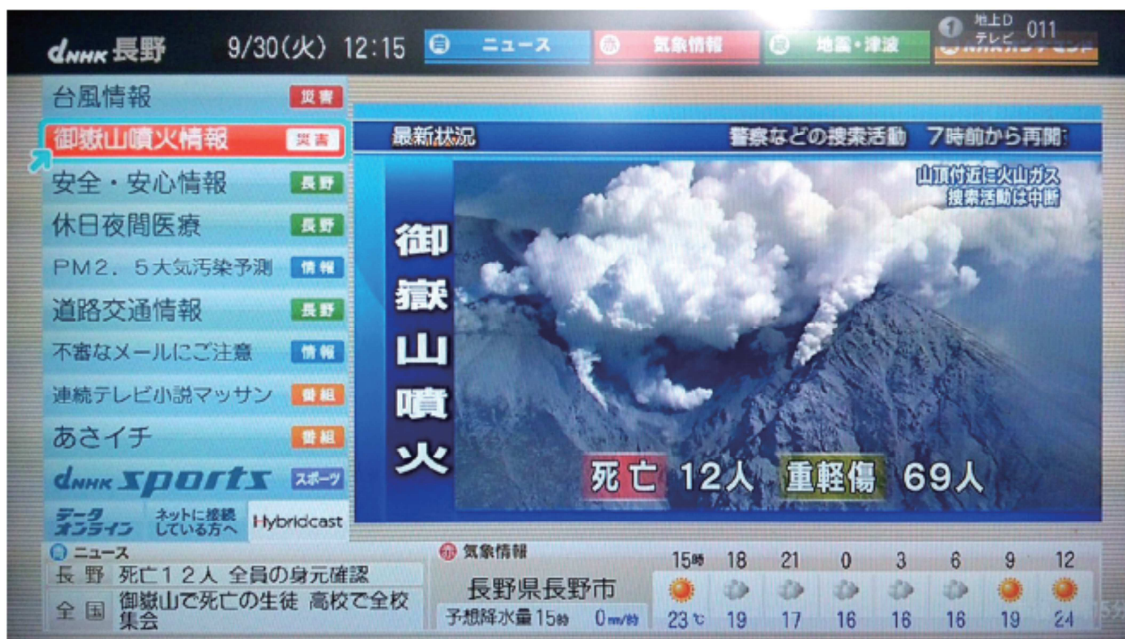 dNHK 長野 9/30(火) 12:15 青 ニュース 赤 気象情報 緑 地震・津波
1 地上D テレビ 011
台風情報 災害
御嶽山噴火情報 災害
安全・安心情報 長野
休日夜間医療 長野
PM2.5大気汚染予測 情報
道路交通情報 長野
不審なメールにご注意 情報
連続テレビ小説マッサン 番組
あさイチ 番組
dNHK sports スポーツ
データオンライン ネットに接続している方へ Hybridcast
最新状況 警察などの捜索活動 7時前から再開
山頂付近に火山ガス
捜索活動は中断
御嶽山噴火
死亡 12人 重軽傷 69人
青 ニュース
長野 死亡12人 全員の身元確認
全国 御嶽山で死亡の生徒 高校で全校
集会
赤 気象情報
長野県長野市
予想降水量15時 0mm/時
15時 18 21 0 3 6 9 12
23℃ 19 17 16 16 16 19 24